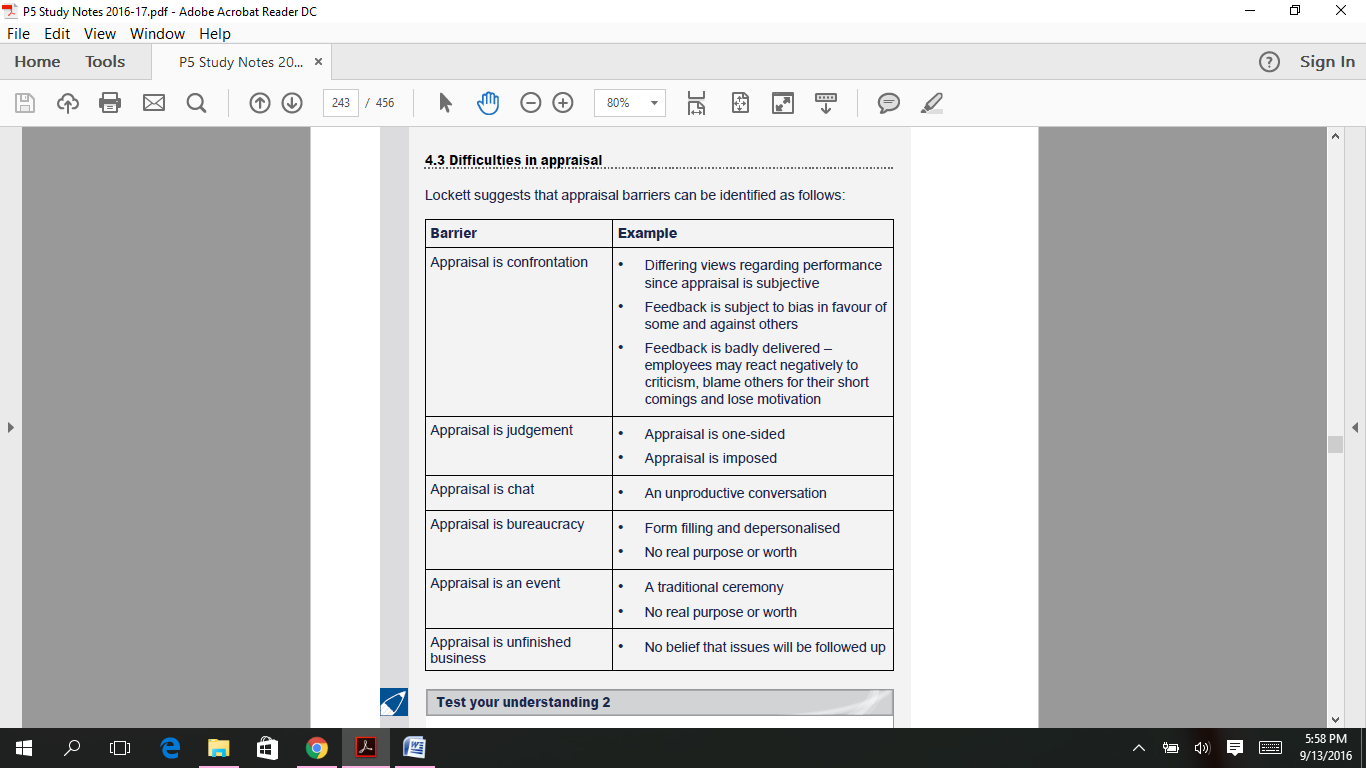 P5 Study Notes 2016-17.pdf - Adobe Acrobat Reader DC
File Edit View Window Help
Home Tools P5 Study Notes 20... × ? Sign In
243 / 456 80%
4.3 Difficulties in appraisal
Lockett suggests that appraisal barriers can be identified as follows:
Barrier Example
Appraisal is confrontation • Differing views regarding performance
since appraisal is subjective
• Feedback is subject to bias in favour of
some and against others
• Feedback is badly delivered –
employees may react negatively to
criticism, blame others for their short
comings and lose motivation
Appraisal is judgement • Appraisal is one-sided
• Appraisal is imposed
Appraisal is chat • An unproductive conversation
Appraisal is bureaucracy • Form filling and depersonalised
• No real purpose or worth
Appraisal is an event • A traditional ceremony
• No real purpose or worth
Appraisal is unfinished
business
• No belief that issues will be followed up
Test your understanding 2
5:58 PM
9/13/2016